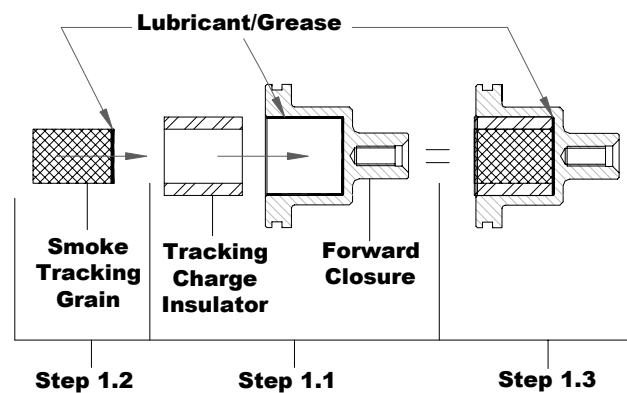 Lubricant/Grease
Smoke
Tracking
Grain
Tracking
Charge
Insulator
Forward
Closure
Step 1.2
Step 1.1
Step 1.3